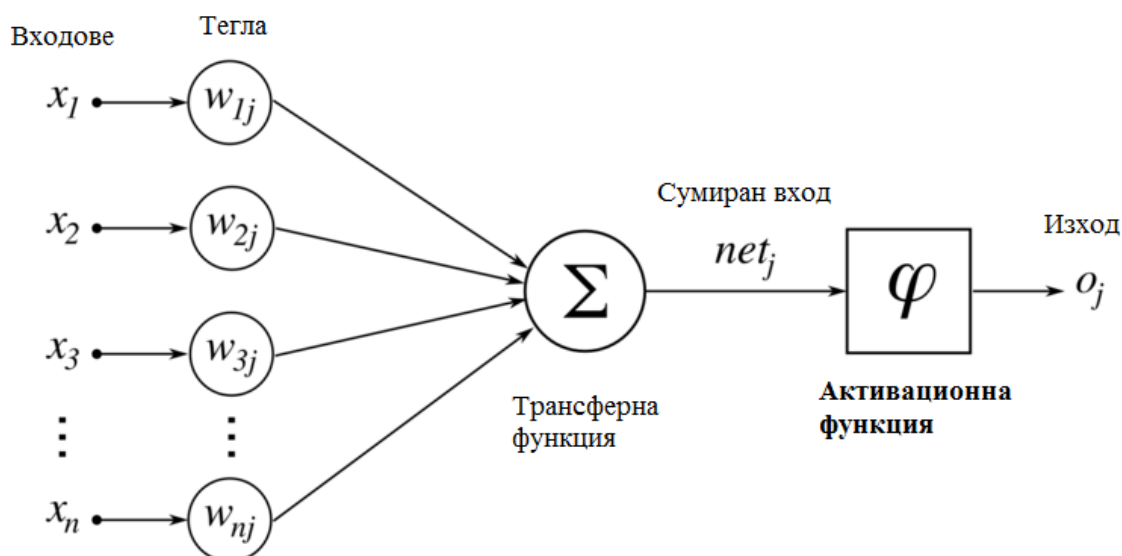 Входове
Тегла
x1
w1j
x2
w2j
x3
w3j
⋮
⋮
xn
wnj
Σ
Трансферна
функция
Сумиран вход
netj
φ
Активационна
функция
Изход
oj